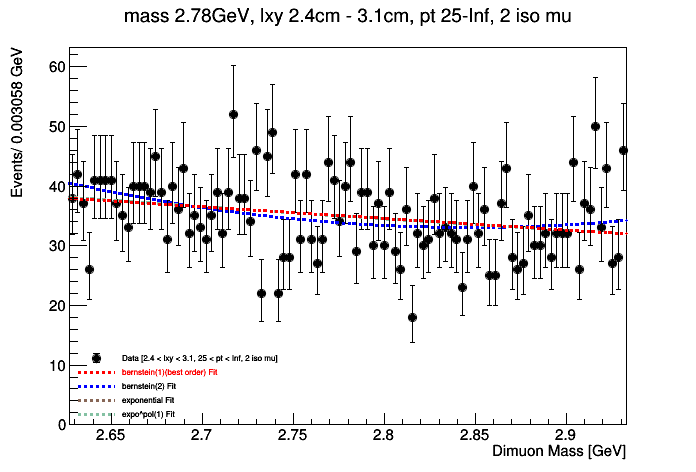 mass 2.78GeV, lxy 2.4cm - 3.1cm, pt 25-Inf, 2 iso mu
Events/ 0.003058 GeV
60
50
40
30
20
10
0
Data [2.4 < lxy < 3.1, 25 < pt < Inf, 2 iso mu]
bernstein(1)(best order) Fit
bernstein(2) Fit
exponential Fit
expo*pol(1) Fit
2.65 2.7 2.75 2.8 2.85 2.9
Dimuon Mass [GeV]